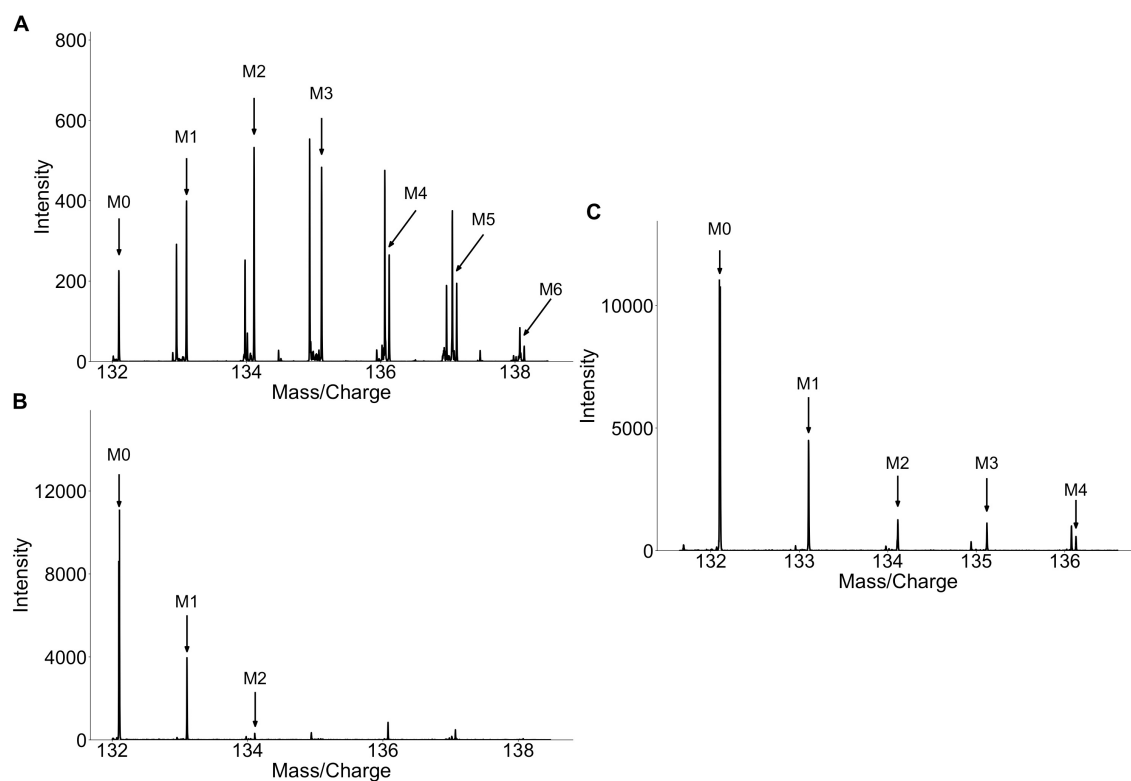 A
800
600
400
200
0
Intensity
M0
M1
M2
M3
M4
M5
M6
132
134
136
138
Mass/Charge
B
12000
8000
4000
0
Intensity
M0
M1
M2
132
134
136
138
Mass/Charge
C
10000
5000
0
Intensity
M0
M1
M2
M3
M4
132
133
134
135
136
Mass/Charge